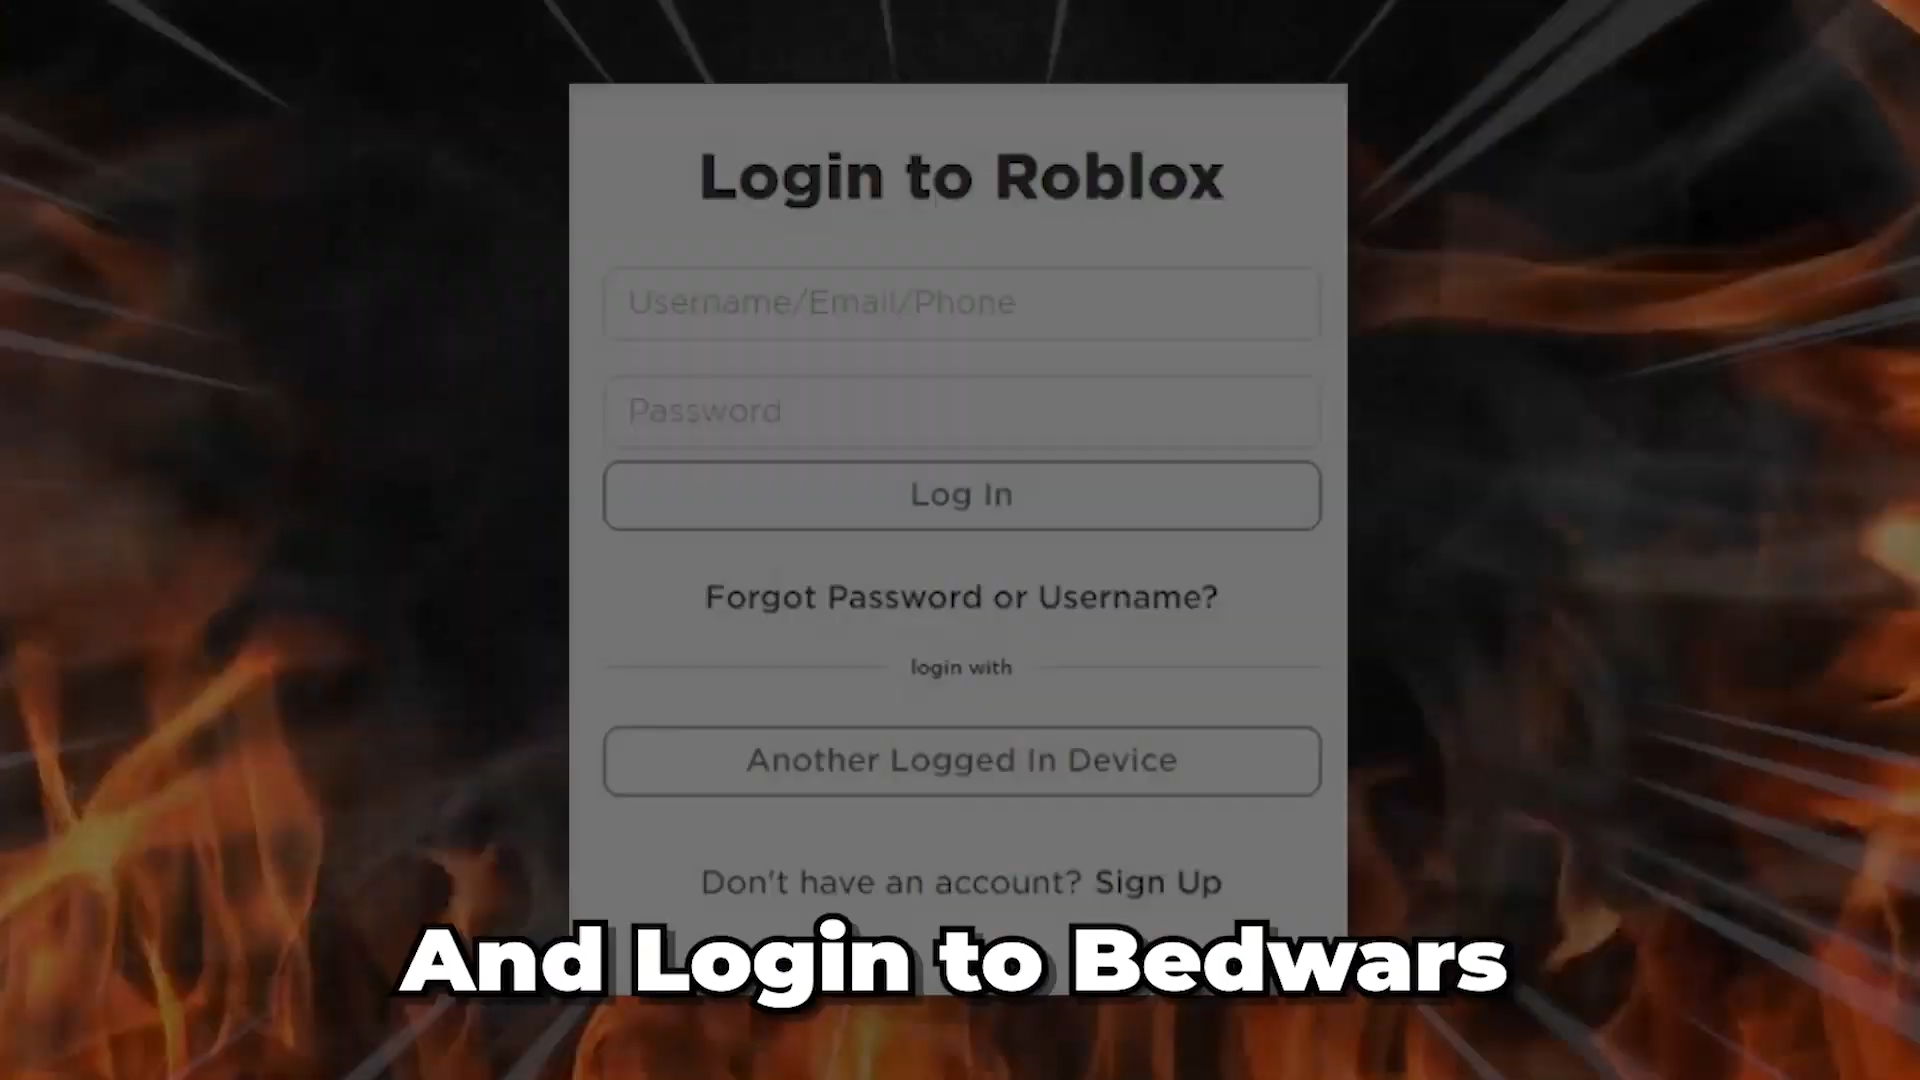 Login to Roblox
Username/Email/Phone
Password
Log In
Forgot Password or Username?
login with
Another Logged In Device
Don't have an account? Sign Up
And Login to Bedwars